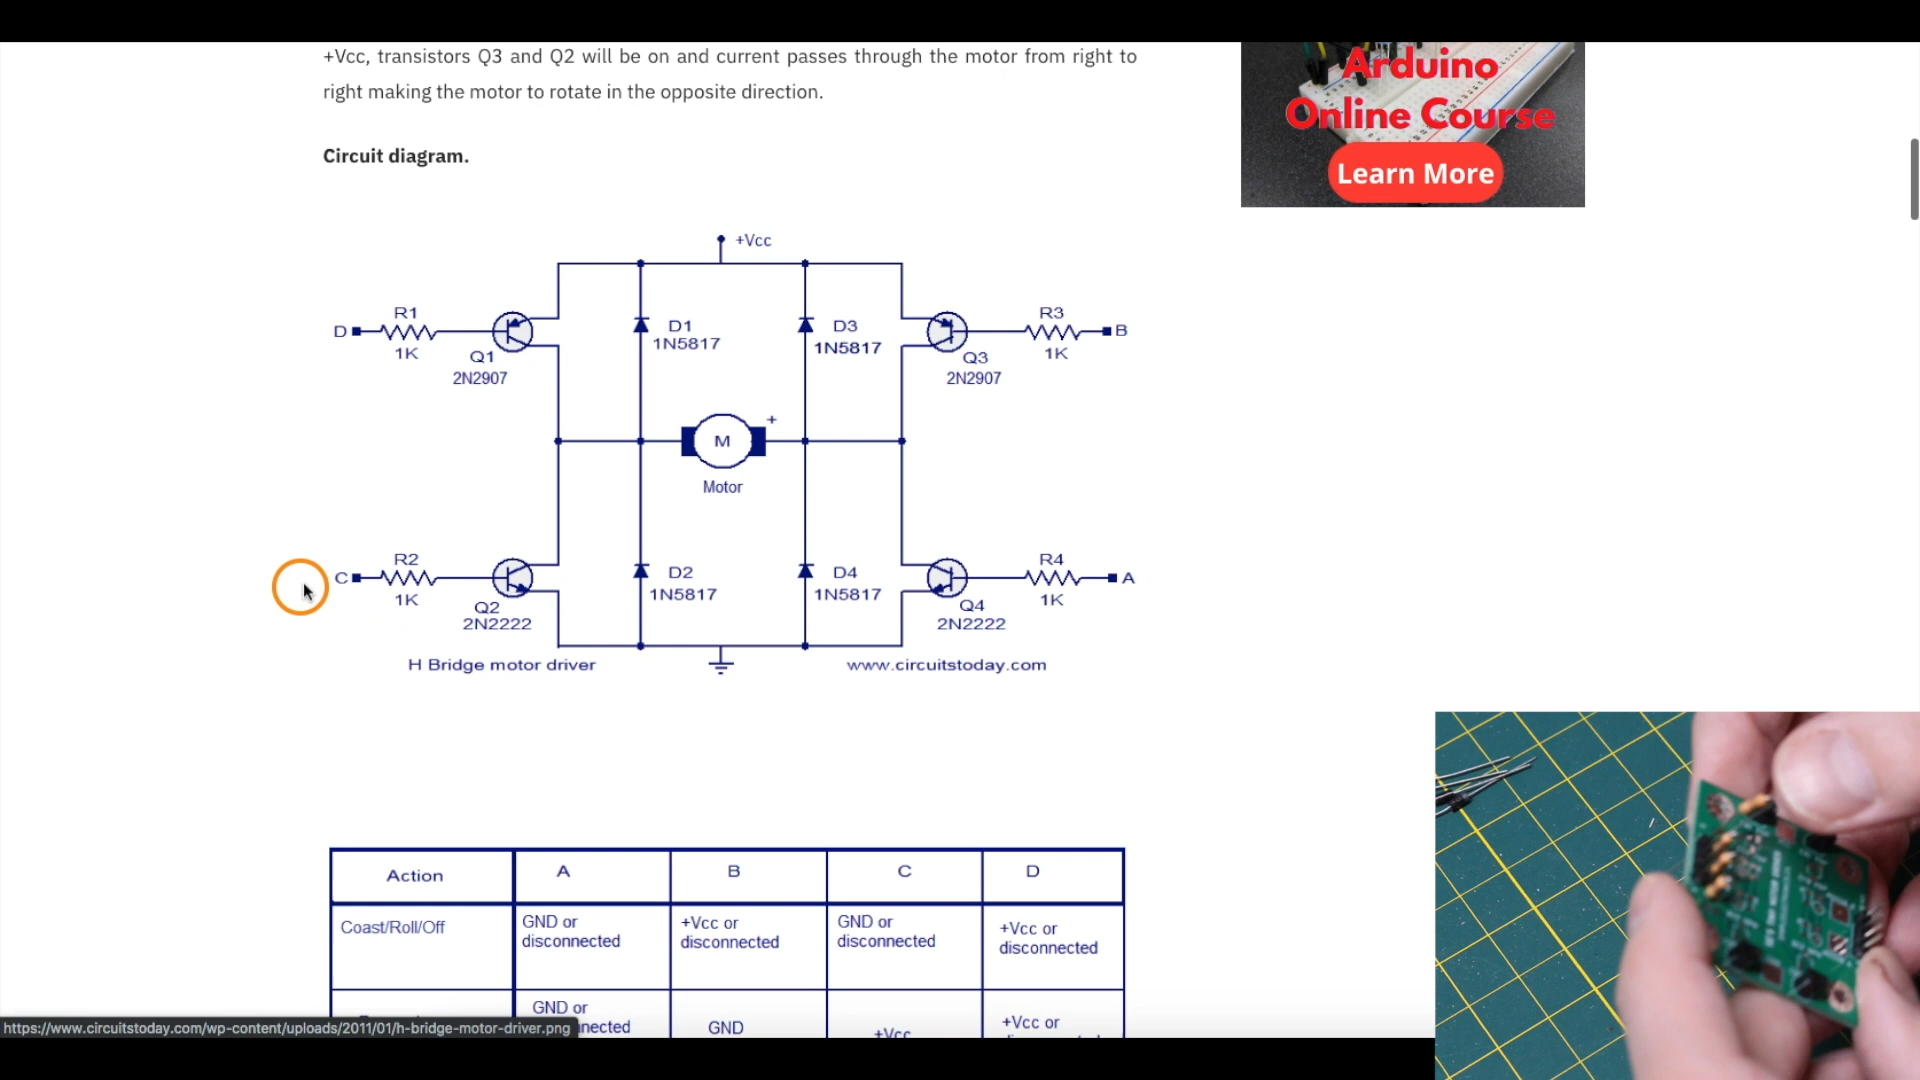 +Vcc, transistors Q3 and Q2 will be on and current passes through the motor from right to
right making the motor to rotate in the opposite direction.
Arduino
Online Course
Learn More
Circuit diagram.
+Vcc
D
R1
1K
Q1
2N2907
D1
1N5817
D3
1N5817
Q3
2N2907
R3
1K
B
M
+
Motor
C
R2
1K
Q2
2N2222
D2
1N5817
D4
1N5817
Q4
2N2222
R4
1K
A
H Bridge motor driver
www.circuitstoday.com
Action A B C D
Coast/Roll/Off
GND or
disconnected
+Vcc or
disconnected
GND or
disconnected
+Vcc or
disconnected
GND or
nected
GND
+Vcc
+Vcc or
https://www.circuitstoday.com/wp-content/uploads/2011/01/h-bridge-motor-driver.png